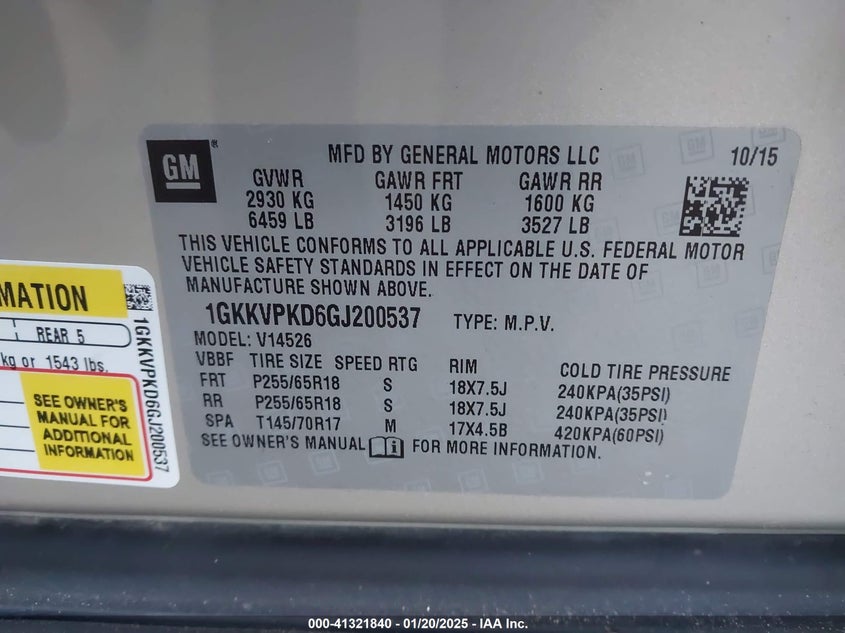 GM
MFD BY GENERAL MOTORS LLC 10/15
GVWR GAWR FRT GAWR RR
2930 KG 1450 KG 1600 KG
6459 LB 3196 LB 3527 LB
THIS VEHICLE CONFORMS TO ALL APPLICABLE U.S. FEDERAL MOTOR
VEHICLE SAFETY STANDARDS IN EFFECT ON THE DATE OF
MANUFACTURE SHOWN ABOVE.
1GKKVPKD6GJ200537 TYPE: M.P.V.
MODEL: V14526
VBBF TIRE SIZE SPEED RTG RIM COLD TIRE PRESSURE
FRT P255/65R18 S 18X7.5J 240KPA(35PSI)
RR P255/65R18 S 18X7.5J 240KPA(35PSI)
SPA T145/70R17 M 17X4.5B 420KPA(60PSI)
SEE OWNER'S MANUAL FOR MORE INFORMATION.
MATION
REAR 5
kg or 1543 lbs.
SEE OWNER'S
MANUAL FOR
ADDITIONAL
INFORMATION
1GKKVPKD6GJ200537
000-41321840 - 01/20/2025 - IAA Inc.